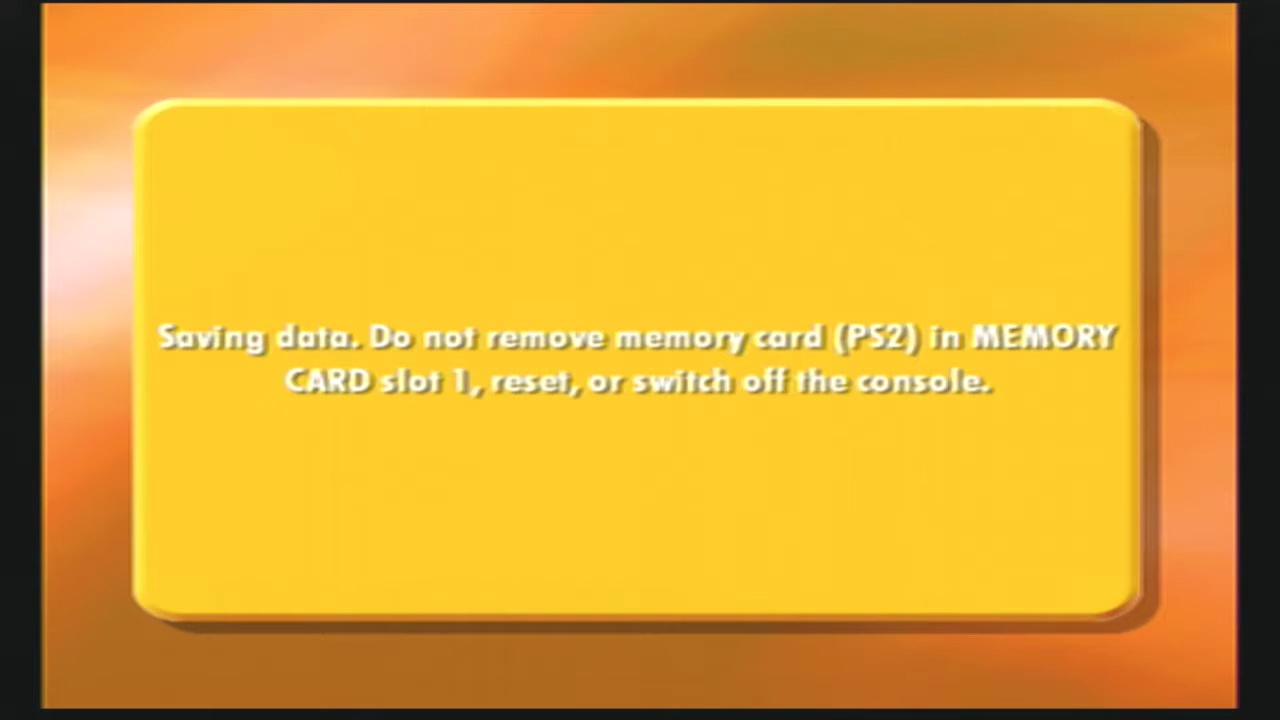 Saving data. Do not remove memory card (PS2) in MEMORY
CARD slot 1, reset, or switch off the console.